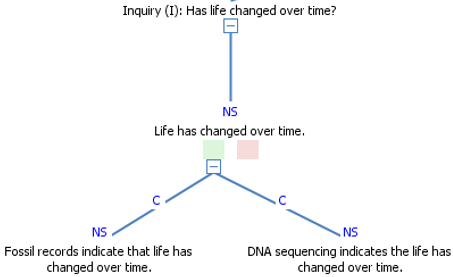 Inquiry (I): Has life changed over time?
NS
Life has changed over time.
C
C
NS
NS
Fossil records indicate that life has
changed over time.
DNA sequencing indicates the life has
changed over time.